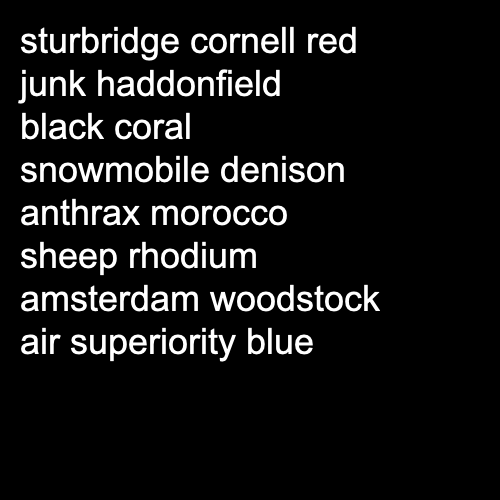 sturbridge cornell red
junk haddonfield
black coral
snowmobile denison
anthrax morocco
sheep rhodium
amsterdam woodstock
air superiority blue